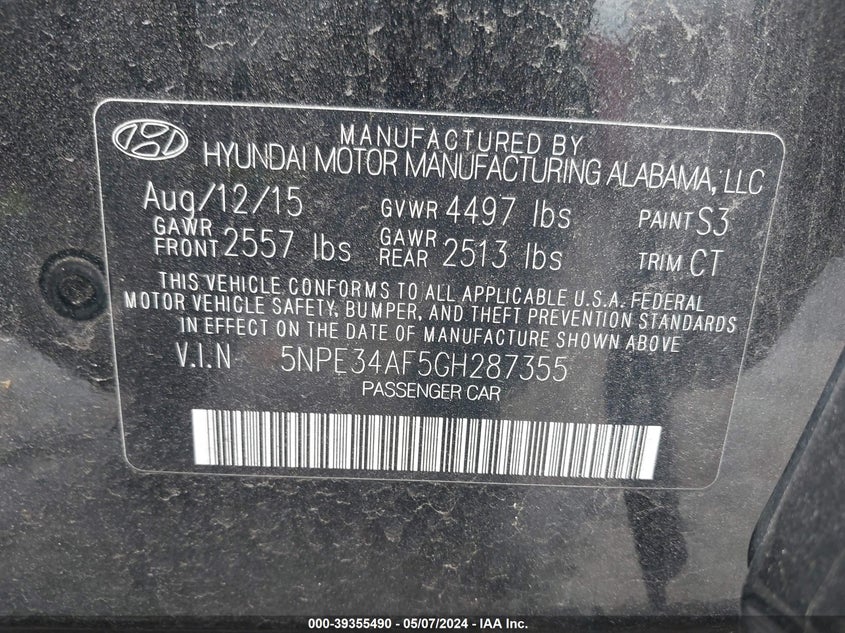 MANUFACTURED BY
HYUNDAI MOTOR MANUFACTURING ALABAMA, LLC
Aug/12/15 GVWR 4497 lbs PAINT S3
GAWR FRONT 2557 lbs GAWR REAR 2513 lbs TRIM CT
THIS VEHICLE CONFORMS TO ALL APPLICABLE U.S.A. FEDERAL
MOTOR VEHICLE SAFETY, BUMPER, AND THEFT PREVENTION STANDARDS
IN EFFECT ON THE DATE OF MANUFACTURE SHOWN ABOVE.
V.I.N 5NPE34AF5GH287355
PASSENGER CAR
000-39355490 - 05/07/2024 - IAA Inc.